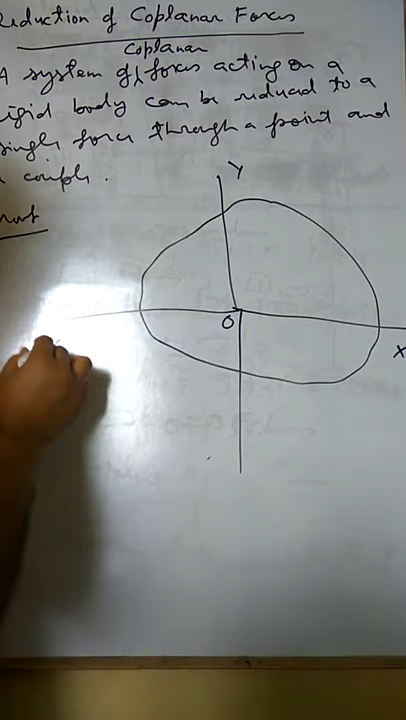 Reduction of Coplanar Forces
Coplanar
A system of ʎ forces acting on a
rigid body can be reduced to a
single force through a point and
a couple.
Y
O
X